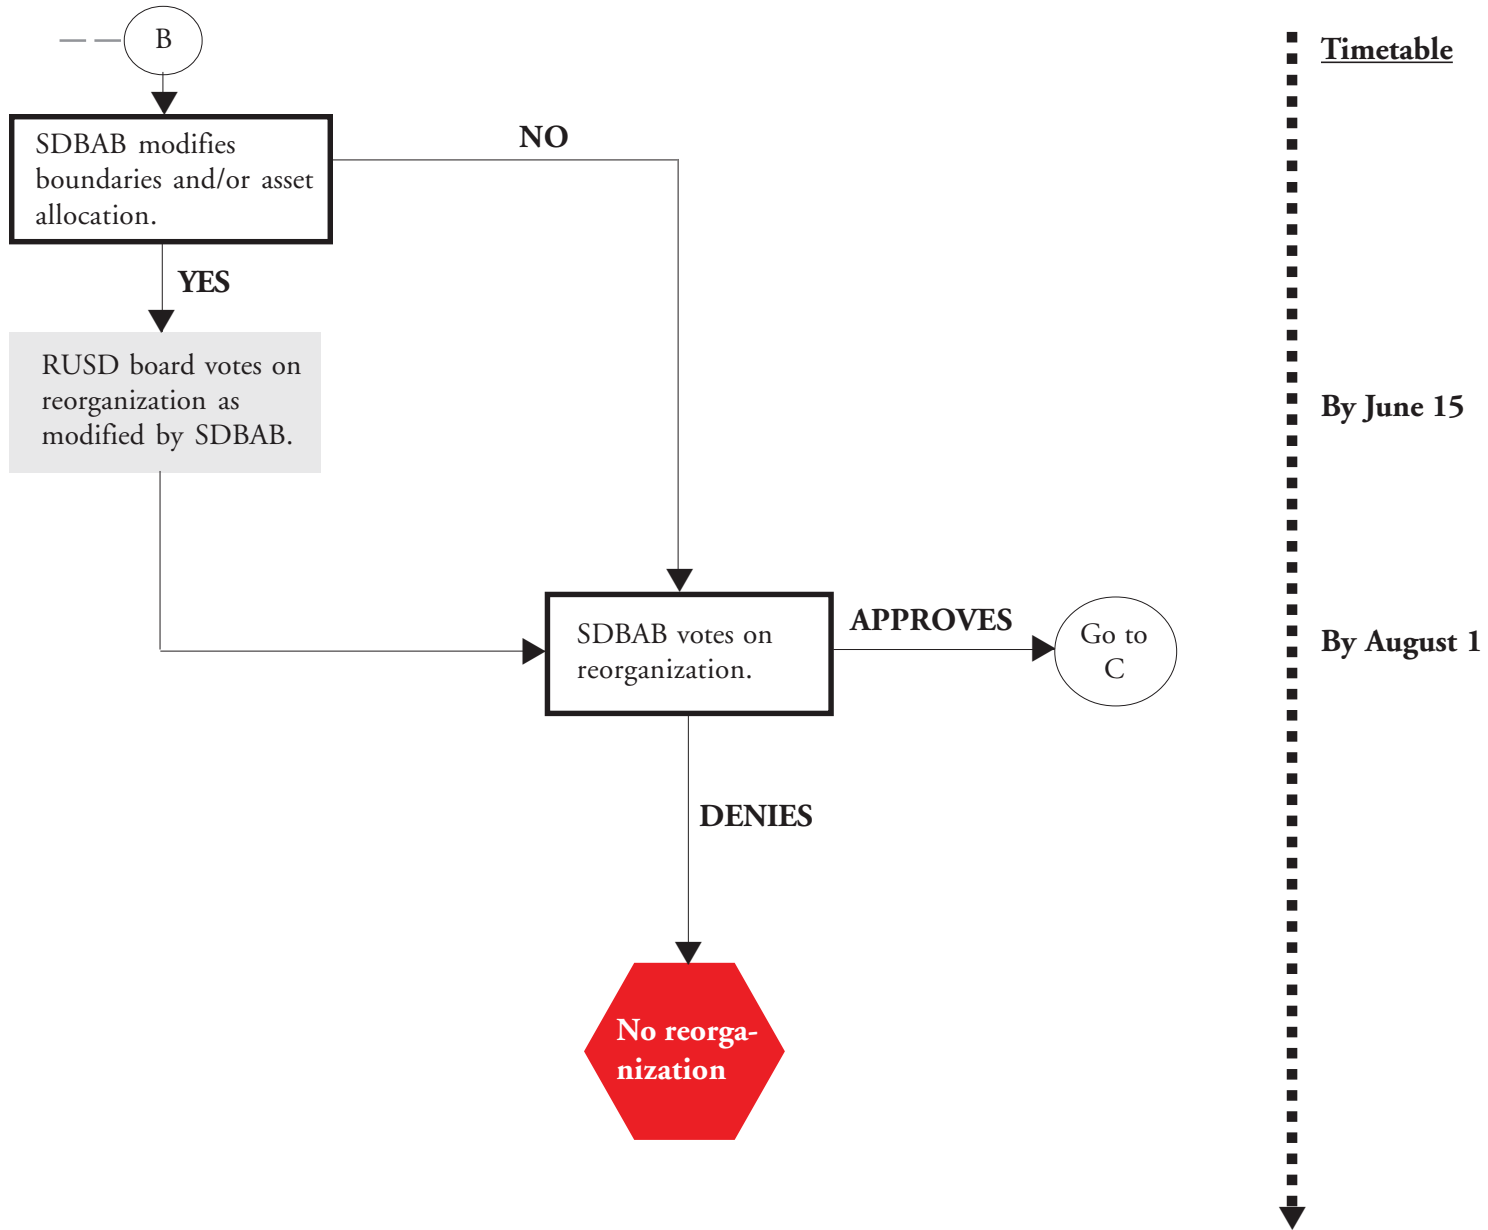 B
Timetable
SDBAB modifies
boundaries and/or asset
allocation.
NO
YES
RUSD board votes on
reorganization as
modified by SDBAB.
By June 15
SDBAB votes on
reorganization.
APPROVES
Go to
C
By August 1
DENIES
No reorga-
nization